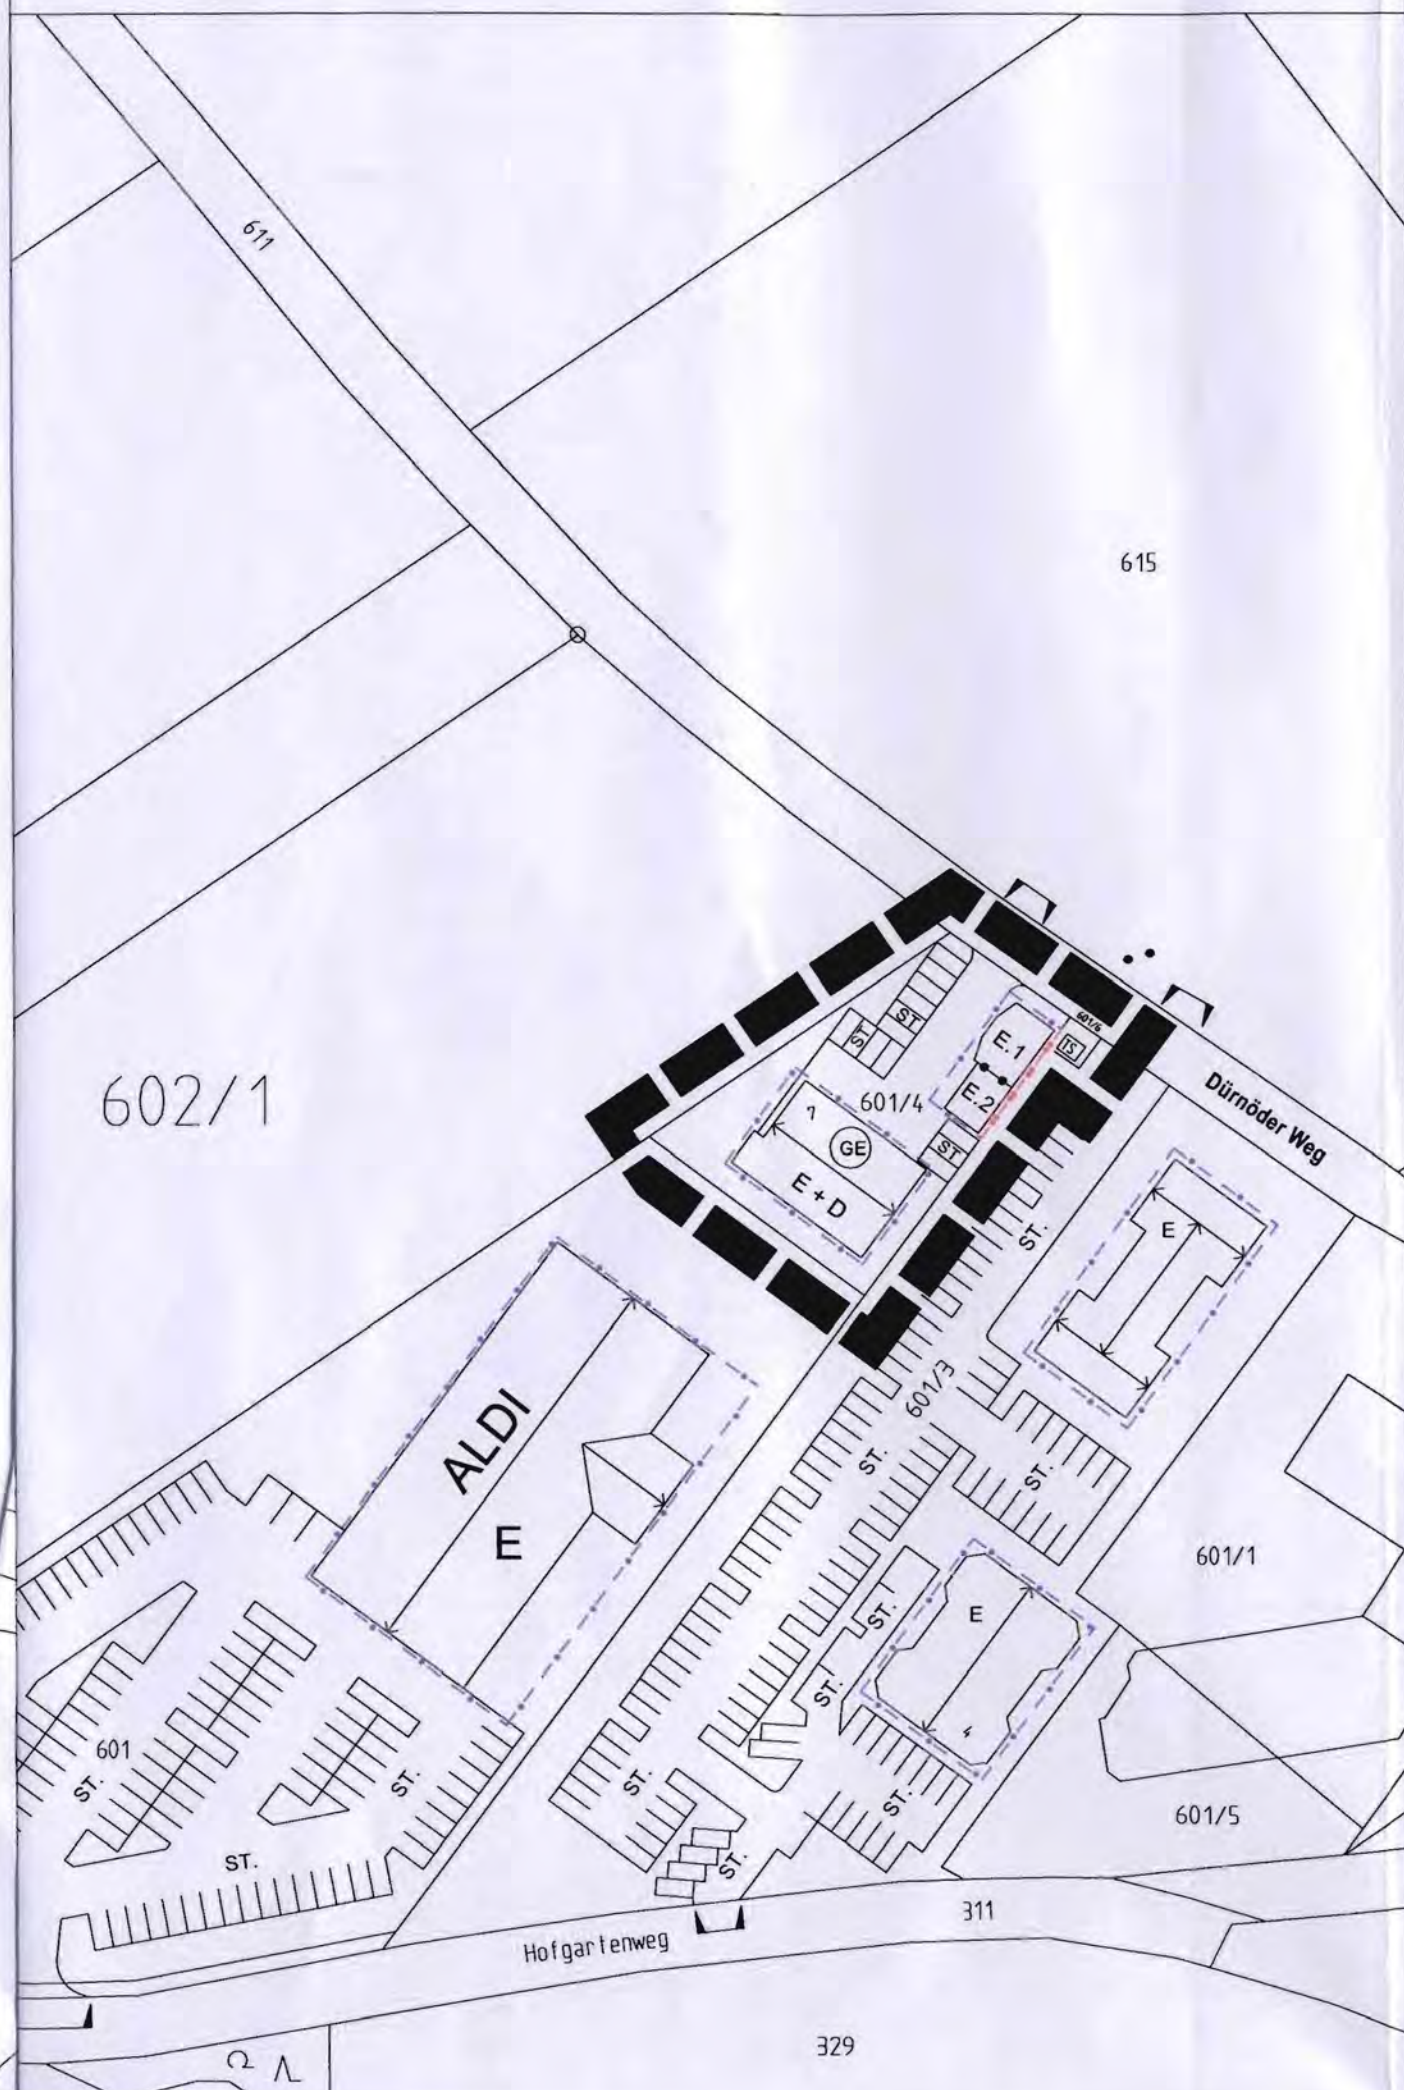 611
615
602/1
ST
ST
601/6
E.1
TS
E.2
601/4
7
GE
ST
E + D
Dürnöder Weg
E
ST.
601/3
ALDI
E
ST.
ST.
601/1
E
ST.
ST.
4
601
ST.
ST.
ST.
ST.
601/5
ST.
ST.
311
Hofgartenweg
329